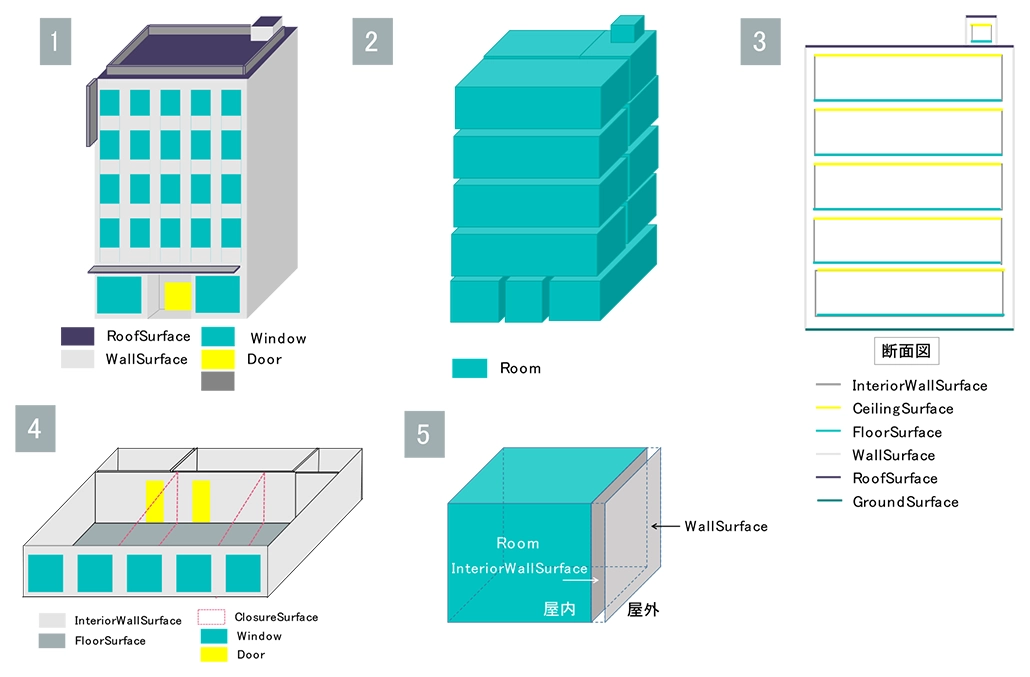 1
RoofSurface
WallSurface
Window
Door
2
Room
3
断面図
InteriorWallSurface
CeilingSurface
FloorSurface
WallSurface
RoofSurface
GroundSurface
4
InteriorWallSurface
FloorSurface
ClosureSurface
Window
Door
5
Room
InteriorWallSurface
屋内
屋外
WallSurface